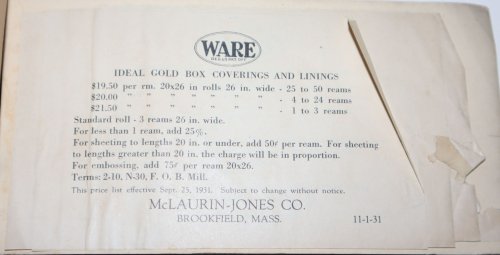 WARE
IDEAL GOLD BOX COVERINGS AND LININGS
$19.50 per rm. 20x26 in rolls 26 in. wide - 25 to 50 reams
$20.00 " " " " " " " - 4 to 24 reams
$21.50 " " " " " " " - 1 to 3 reams
Standard roll - 3 reams 26 in. wide.
For less than 1 ream, add 25%.
For sheeting to lengths 20 in. or under, add 50¢ per ream. For sheeting
to lengths greater than 20 in. the charge will be in proportion.
For embossing, add 75¢ per ream 20x26.
Terms: 2-10, N-30, F. O. B. Mill.
This price list effective Sept. 25, 1931. Subject to change without notice.
McLAURIN-JONES CO.
BROOKFIELD, MASS. 11-1-31